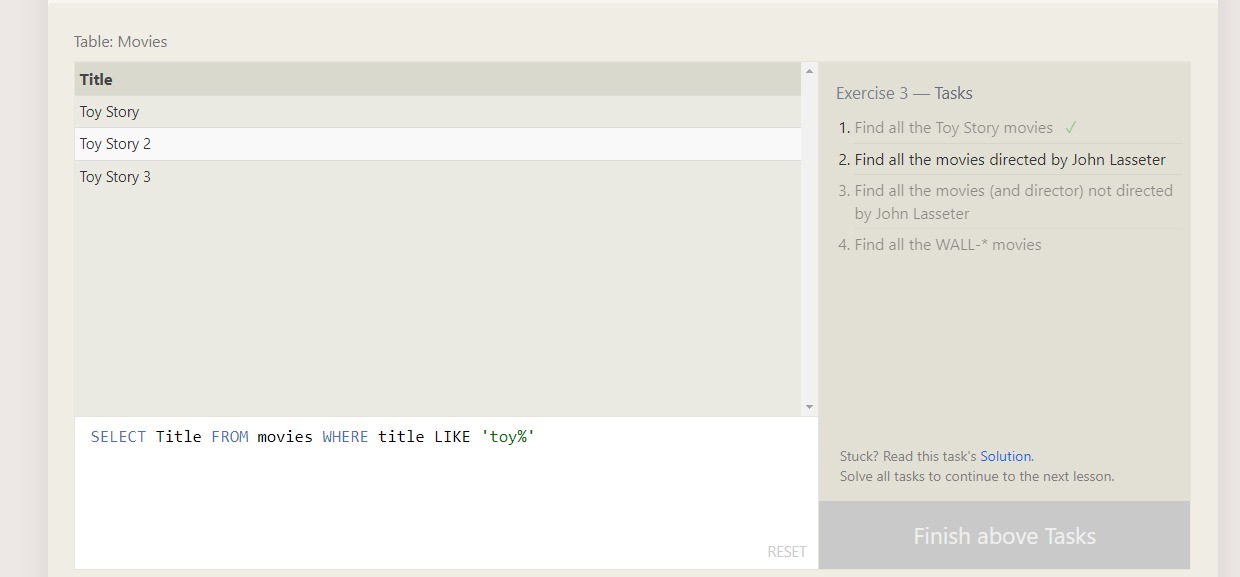 Table: Movies
Title
Toy Story
Toy Story 2
Toy Story 3
SELECT Title FROM movies WHERE title LIKE 'toy%'
RESET
Exercise 3 — Tasks
1. Find all the Toy Story movies ✓
2. Find all the movies directed by John Lasseter
3. Find all the movies (and director) not directed
by John Lasseter
4. Find all the WALL-* movies
Stuck? Read this task's Solution.
Solve all tasks to continue to the next lesson.
Finish above Tasks